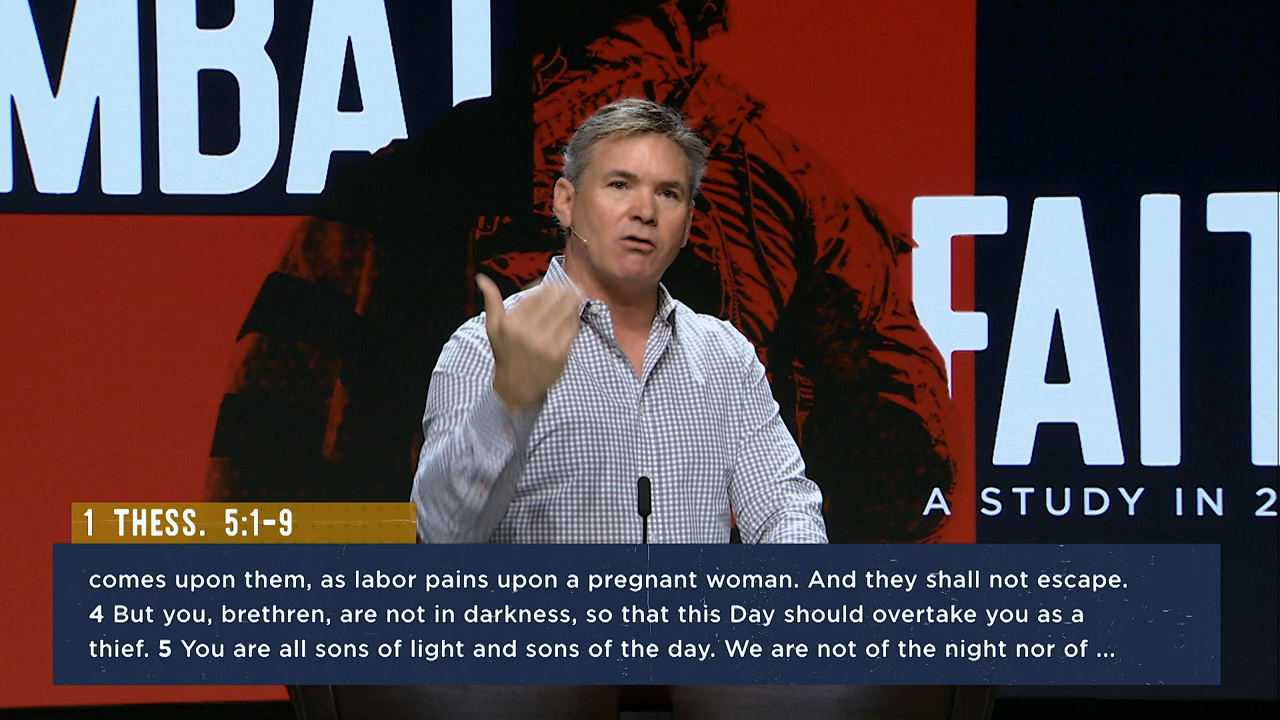 MBAT
FAIT
A STUDY IN 2
1 THESS. 5:1-9
comes upon them, as labor pains upon a pregnant woman. And they shall not escape.
4 But you, brethren, are not in darkness, so that this Day should overtake you as a
thief. 5 You are all sons of light and sons of the day. We are not of the night nor of ...